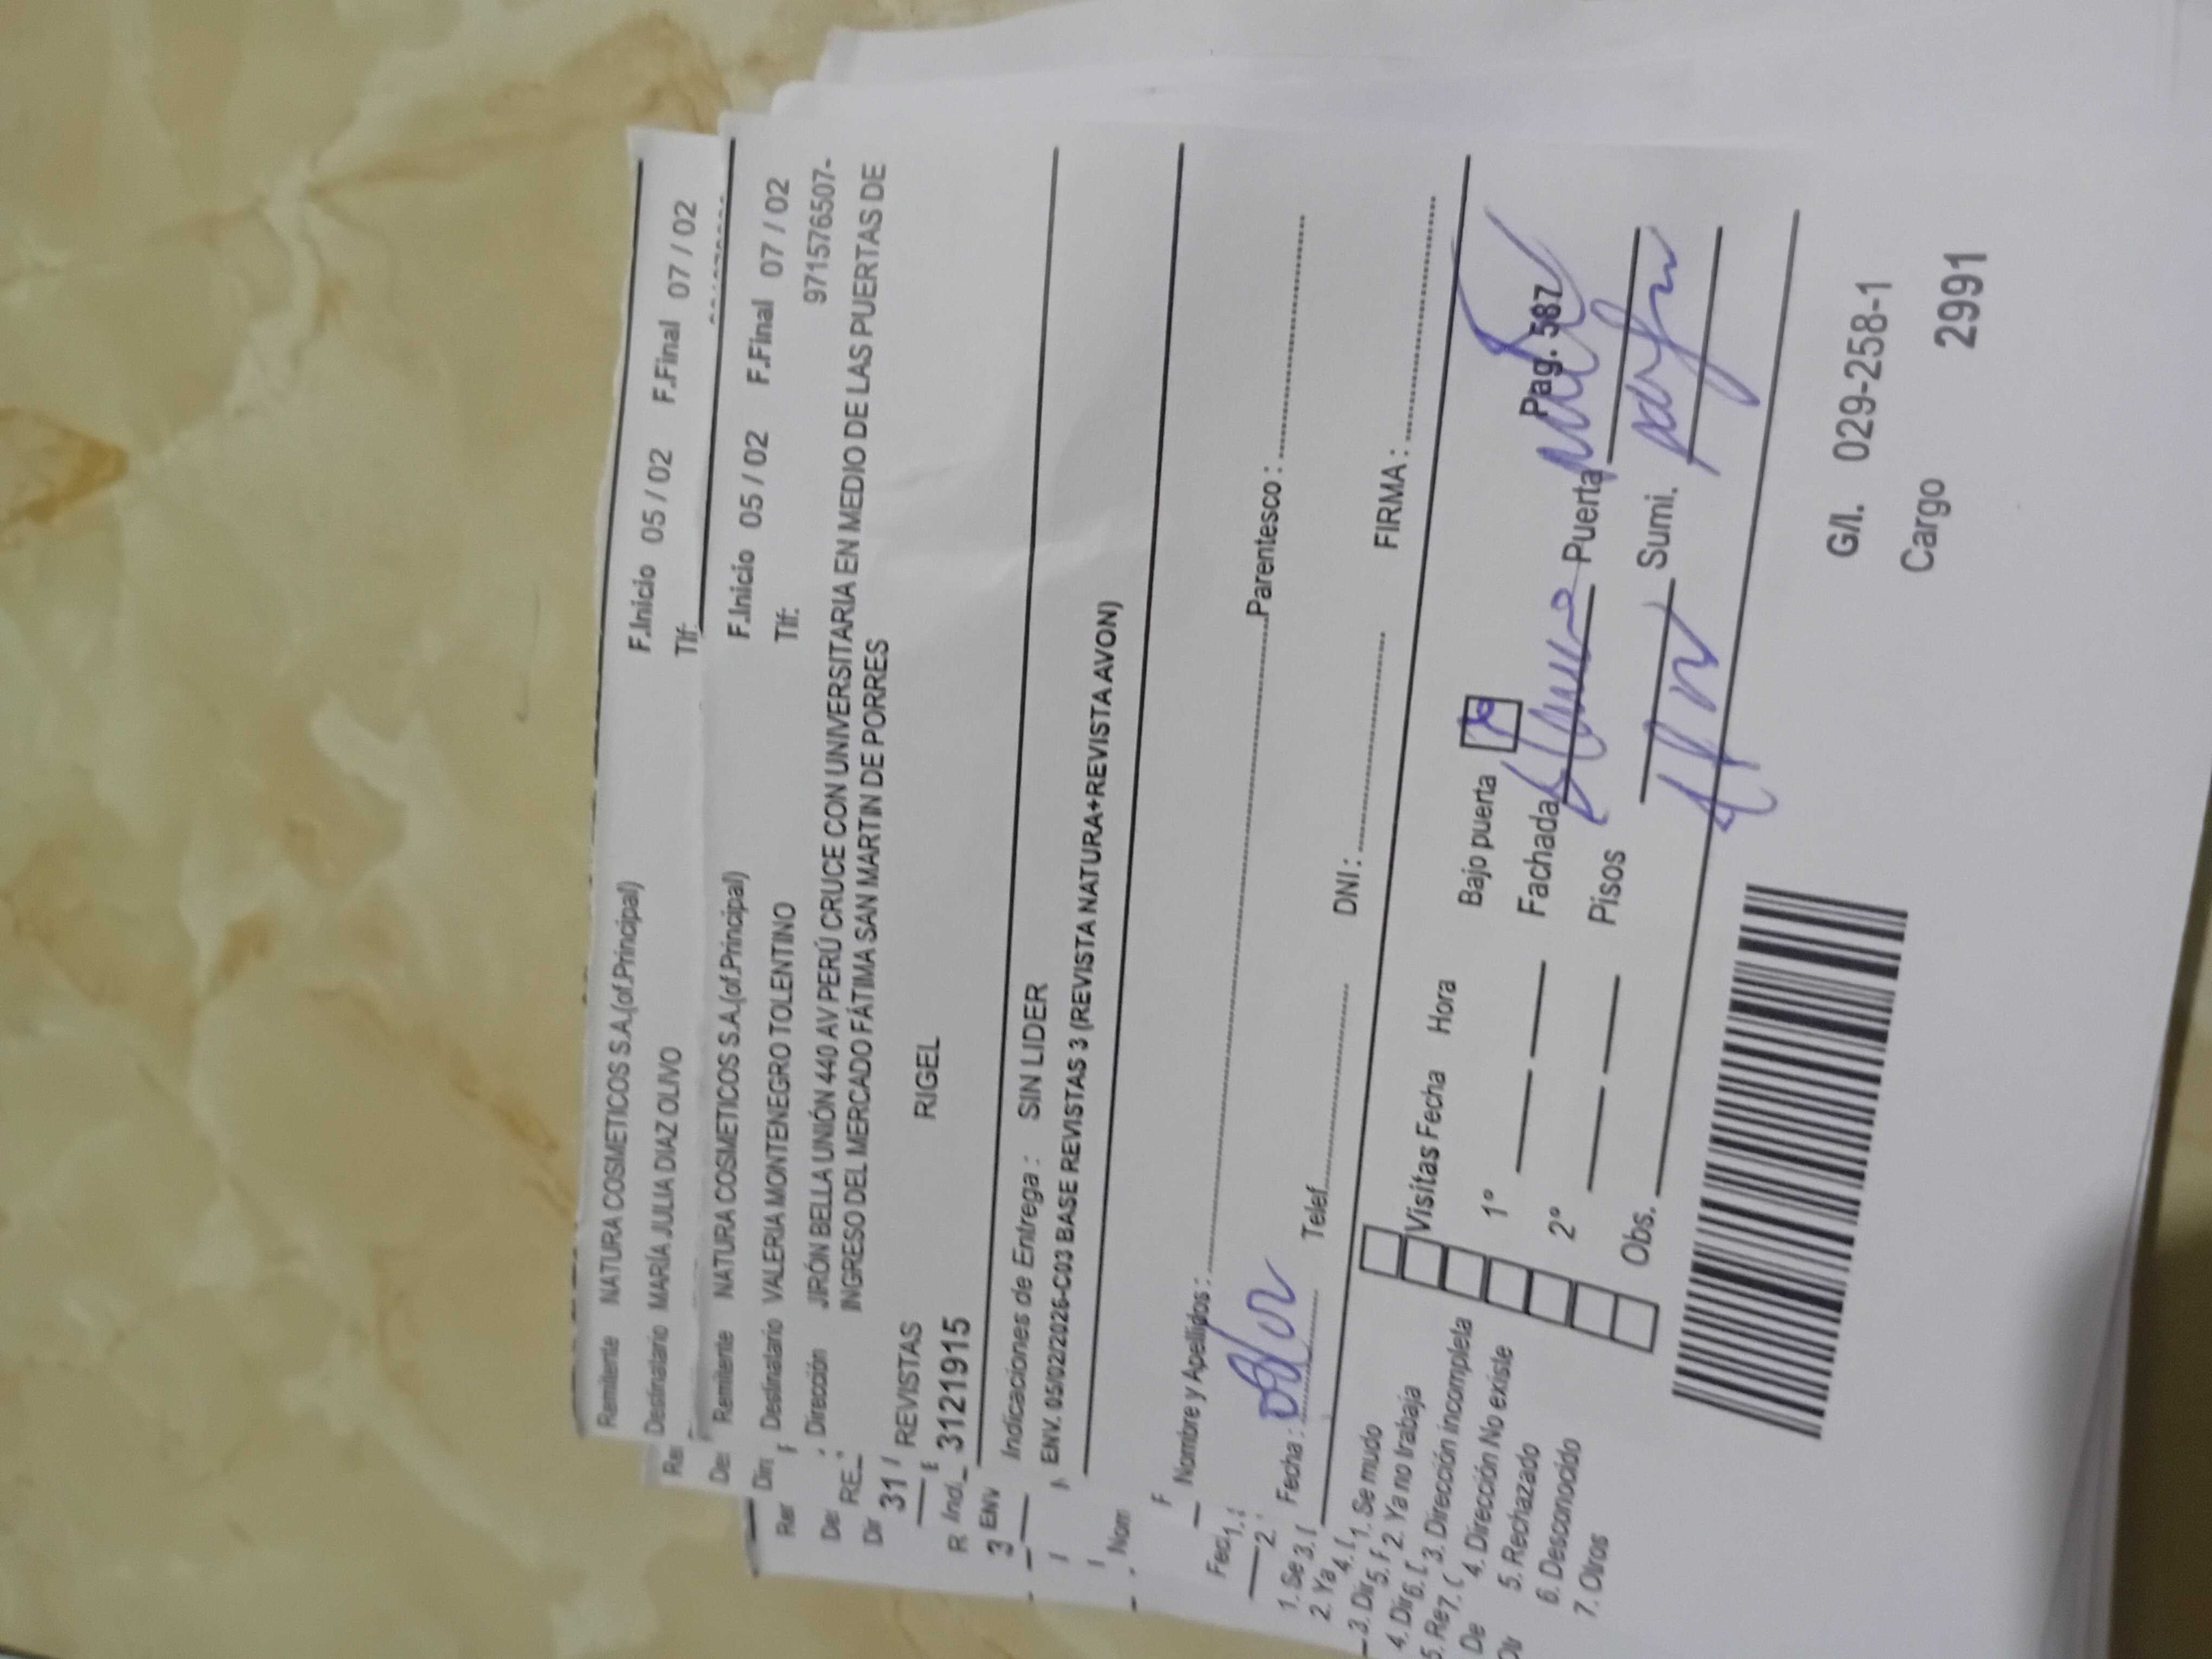 Remitente NATURA COSMETICOS S.A.(of.Principal)
F.Inicio 05 / 02 F.Final 07 / 02
Destinatario MARÍA JULIA DIAZ OLIVO
Tlf:
Remitente NATURA COSMETICOS S.A.(of.Principal)
F.Inicio 05 / 02 F.Final 07 / 02
Destinatario VALERIA MONTENEGRO TOLENTINO
Tlf: 971576507-
Dirección JIRÓN BELLA UNIÓN 440 AV PERÚ CRUCE CON UNIVERSITARIA EN MEDIO DE LAS PUERTAS DE
INGRESO DEL MERCADO FÁTIMA SAN MARTIN DE PORRES
REVISTAS RIGEL
3121915
Indicaciones de Entrega : SIN LIDER
ENV. 05/02/2026-C03 BASE REVISTAS 3 (REVISTA NATURA+REVISTA AVON)
Nombre y Apellidos : Parentesco :
Fecha : Telef. DNI : FIRMA :
1. Se mudo
2. Ya no trabaja
3. Dirección incompleta
4. Dirección No existe
5. Rechazado
6. Desconocido
7. Otros
Visitas Fecha Hora Bajo puerta
Pag. 587
1º Fachada Puerta
2º Pisos Sumi.
Obs.
G/l. 029-258-1
Cargo 2991